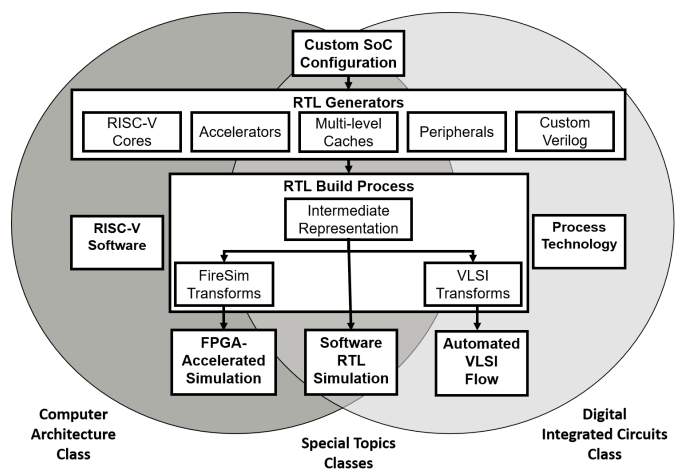 Custom SoC
Configuration
RTL Generators
RISC-V
Cores
Accelerators
Multi-level
Caches
Peripherals
Custom
Verilog
RTL Build Process
Intermediate
Representation
RISC-V
Software
Process
Technology
FireSim
Transforms
VLSI
Transforms
FPGA-
Accelerated
Simulation
Software
RTL
Simulation
Automated
VLSI
Flow
Computer
Architecture
Class
Special Topics
Classes
Digital
Integrated Circuits
Class